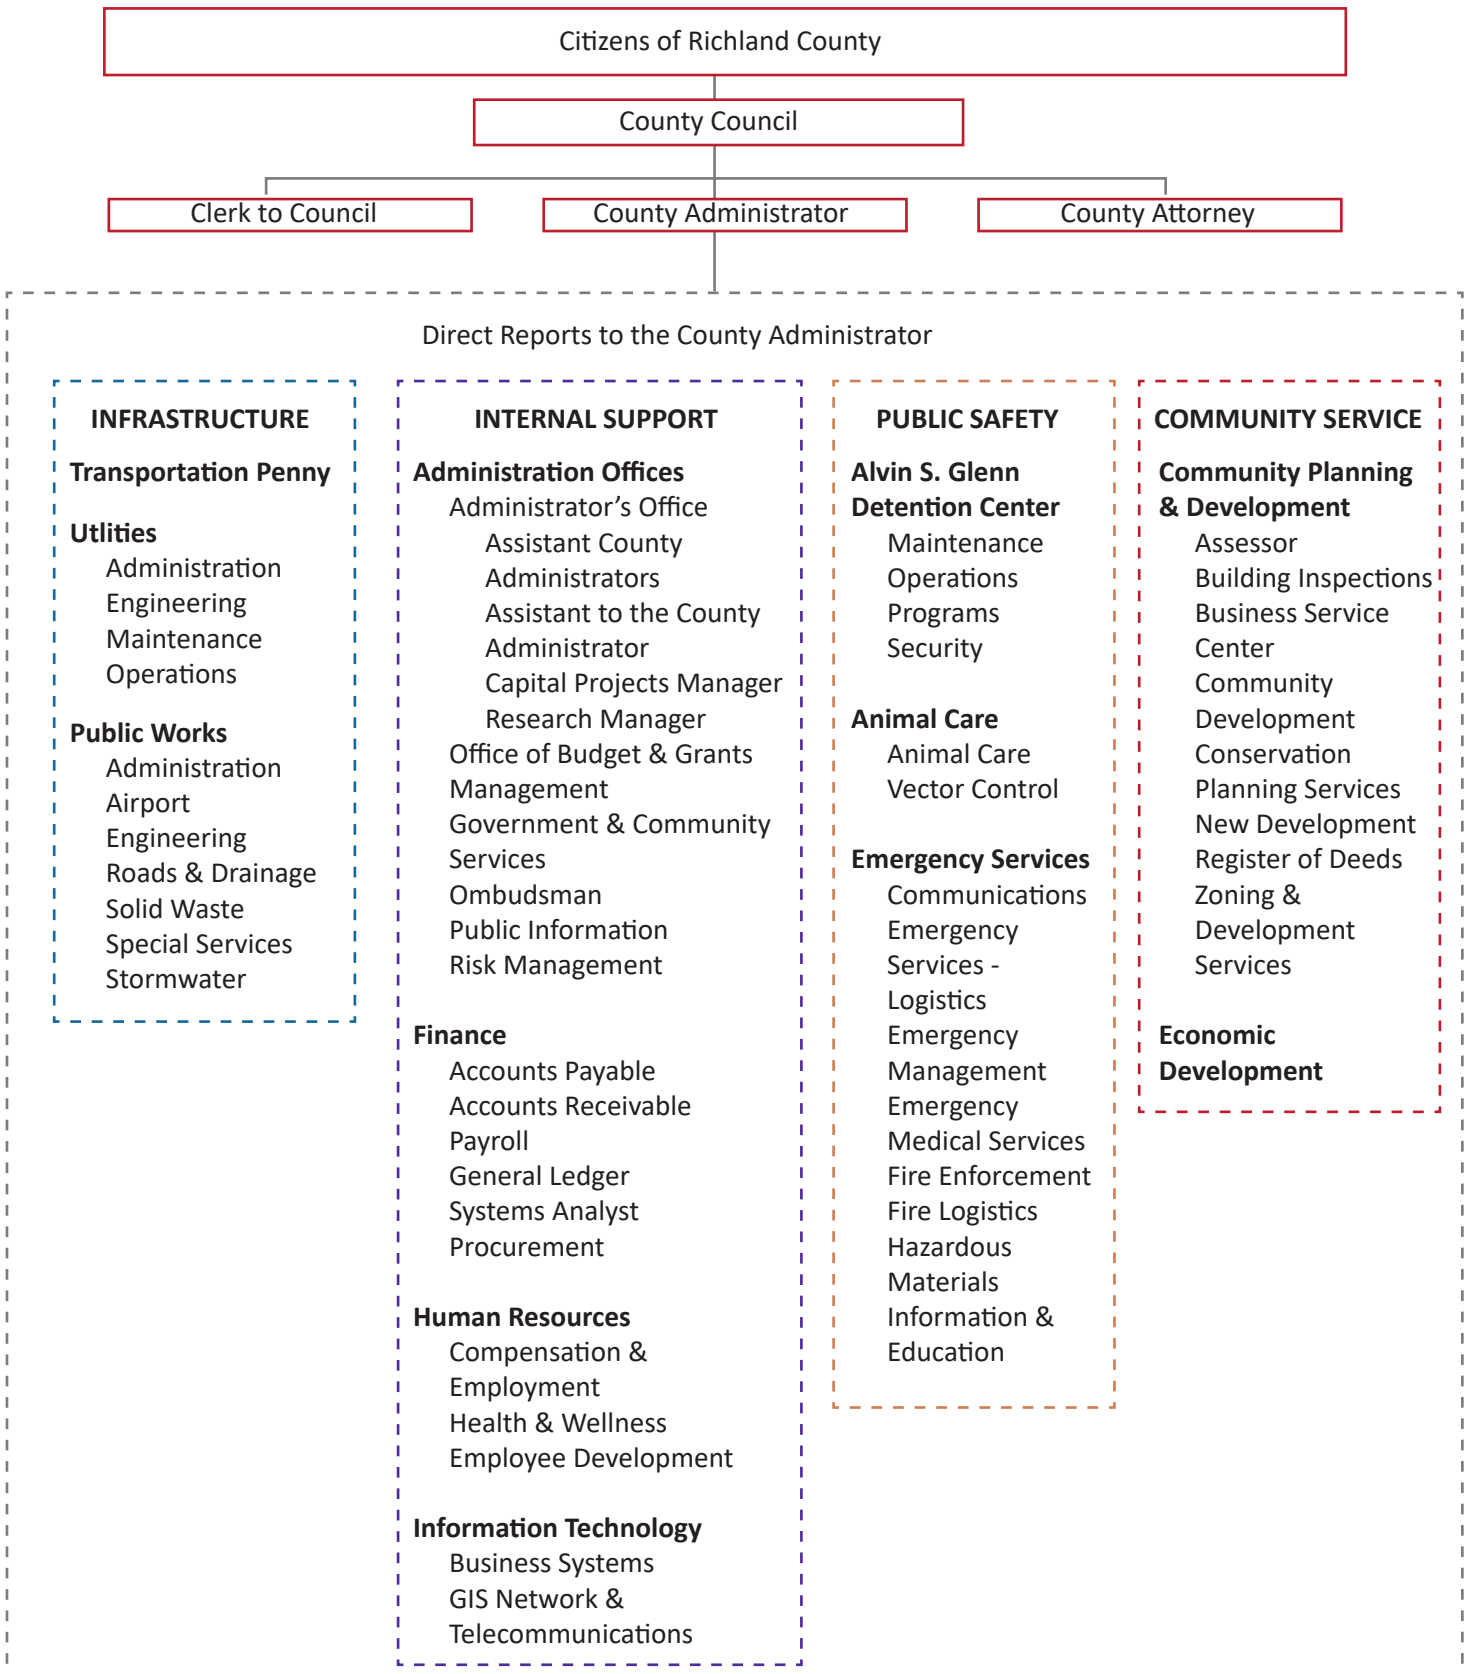 Citizens of Richland County
County Council
Clerk to Council
County Administrator
County Attorney
Direct Reports to the County Administrator
INFRASTRUCTURE
Transportation Penny
Utlities
Administration
Engineering
Maintenance
Operations
Public Works
Administration
Airport
Engineering
Roads & Drainage
Solid Waste
Special Services
Stormwater
INTERNAL SUPPORT
Administration Offices
Administrator’s Office
Assistant County
Administrators
Assistant to the County
Administrator
Capital Projects Manager
Research Manager
Office of Budget & Grants
Management
Government & Community
Services
Ombudsman
Public Information
Risk Management
Finance
Accounts Payable
Accounts Receivable
Payroll
General Ledger
Systems Analyst
Procurement
Human Resources
Compensation &
Employment
Health & Wellness
Employee Development
Information Technology
Business Systems
GIS Network &
Telecommunications
PUBLIC SAFETY
Alvin S. Glenn
Detention Center
Maintenance
Operations
Programs
Security
Animal Care
Animal Care
Vector Control
Emergency Services
Communications
Emergency
Services -
Logistics
Emergency
Management
Emergency
Medical Services
Fire Enforcement
Fire Logistics
Hazardous
Materials
Information &
Education
COMMUNITY SERVICE
Community Planning
& Development
Assessor
Building Inspections
Business Service
Center
Community
Development
Conservation
Planning Services
New Development
Register of Deeds
Zoning &
Development
Services
Economic
Development